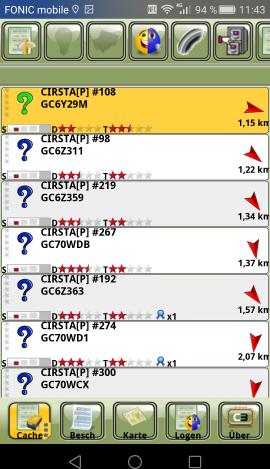 FONIC mobile 94 % 11:43
CIRSTA[P] #108
GC6Y29M
S D T
1,15 km
CIRSTA[P] #98
GC6Z311
S D T
1,22 km
CIRSTA[P] #219
GC6Z359
S D T
1,34 km
CIRSTA[P] #267
GC70WDB
S D T
1,37 km
CIRSTA[P] #192
GC6Z363
S D T x1
1,57 km
CIRSTA[P] #274
GC70WD1
S D T x1
2,07 km
CIRSTA[P] #300
GC70WCX
Cache Besch Karte Logen Über